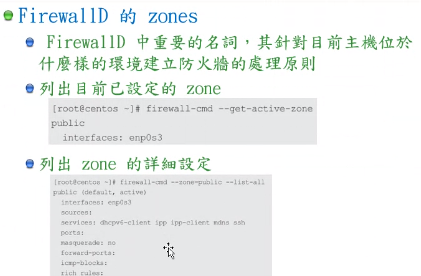 FirewallD 的 zones
FirewallD 中重要的名詞，其針對目前主機位於
什麼樣的環境建立防火牆的處理原則
列出目前已設定的 zone
[root@centos ~]# firewall-cmd --get-active-zone
public
interfaces: enp0s3
列出 zone 的詳細設定
[root@centos ~]# firewall-cmd --zone=public --list-all
public (default, active)
interfaces: enp0s3
sources:
services: dhcpv6-client ipp ipp-client mdns ssh
ports:
masquerade: no
forward-ports:
icmp-blocks:
rich rules: